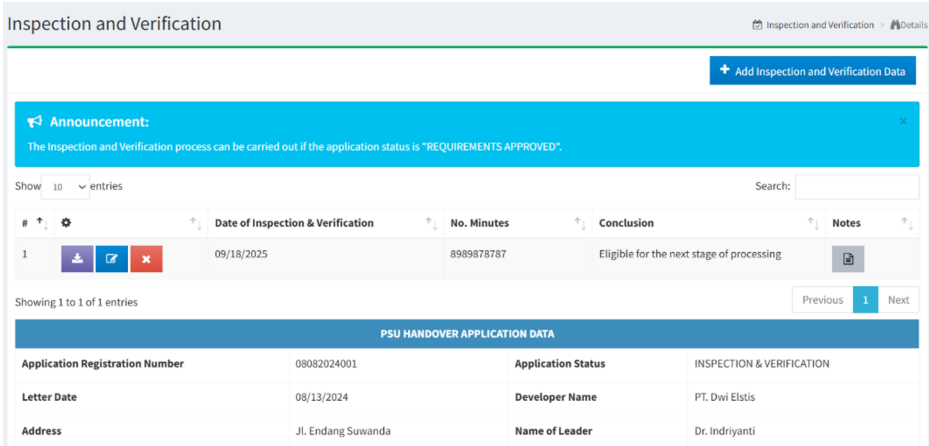 Inspection and Verification
Inspection and Verification > Details
+ Add Inspection and Verification Data
Announcement: ×
The Inspection and Verification process can be carried out if the application status is "REQUIREMENTS APPROVED".
Show 10 entries Search:
# Date of Inspection & Verification No. Minutes Conclusion Notes
1 09/18/2025 8989878787 Eligible for the next stage of processing
Showing 1 to 1 of 1 entries Previous 1 Next
PSU HANDOVER APPLICATION DATA
Application Registration Number 08082024001 Application Status INSPECTION & VERIFICATION
Letter Date 08/13/2024 Developer Name PT. Dwi Elstis
Address Jl. Endang Suwanda Name of Leader Dr. Indriyanti